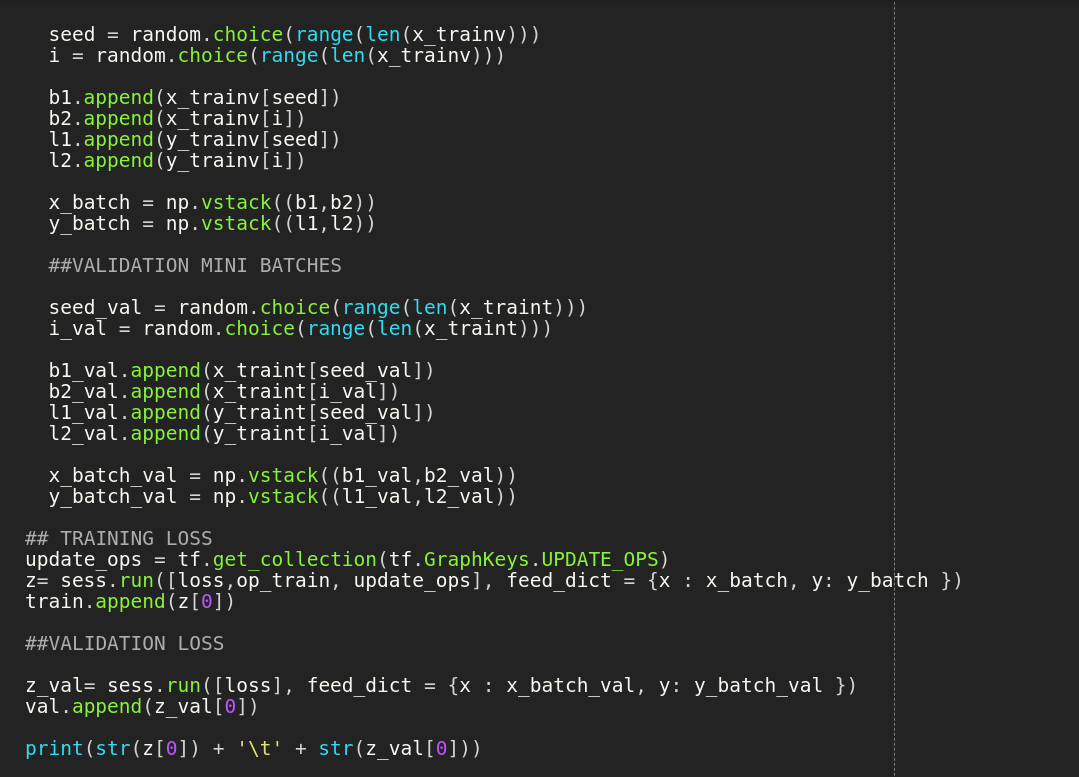 seed = random.choice(range(len(x_trainv)))
i = random.choice(range(len(x_trainv)))
b1.append(x_trainv[seed])
b2.append(x_trainv[i])
l1.append(y_trainv[seed])
l2.append(y_trainv[i])
x_batch = np.vstack((b1,b2))
y_batch = np.vstack((l1,l2))
##VALIDATION MINI BATCHES
seed_val = random.choice(range(len(x_traint)))
i_val = random.choice(range(len(x_traint)))
b1_val.append(x_traint[seed_val])
b2_val.append(x_traint[i_val])
l1_val.append(y_traint[seed_val])
l2_val.append(y_traint[i_val])
x_batch_val = np.vstack((b1_val,b2_val))
y_batch_val = np.vstack((l1_val,l2_val))
## TRAINING LOSS
update_ops = tf.get_collection(tf.GraphKeys.UPDATE_OPS)
z= sess.run([loss,op_train, update_ops], feed_dict = {x : x_batch, y: y_batch })
train.append(z[0])
##VALIDATION LOSS
z_val= sess.run([loss], feed_dict = {x : x_batch_val, y: y_batch_val })
val.append(z_val[0])
print(str(z[0]) + '\t' + str(z_val[0]))